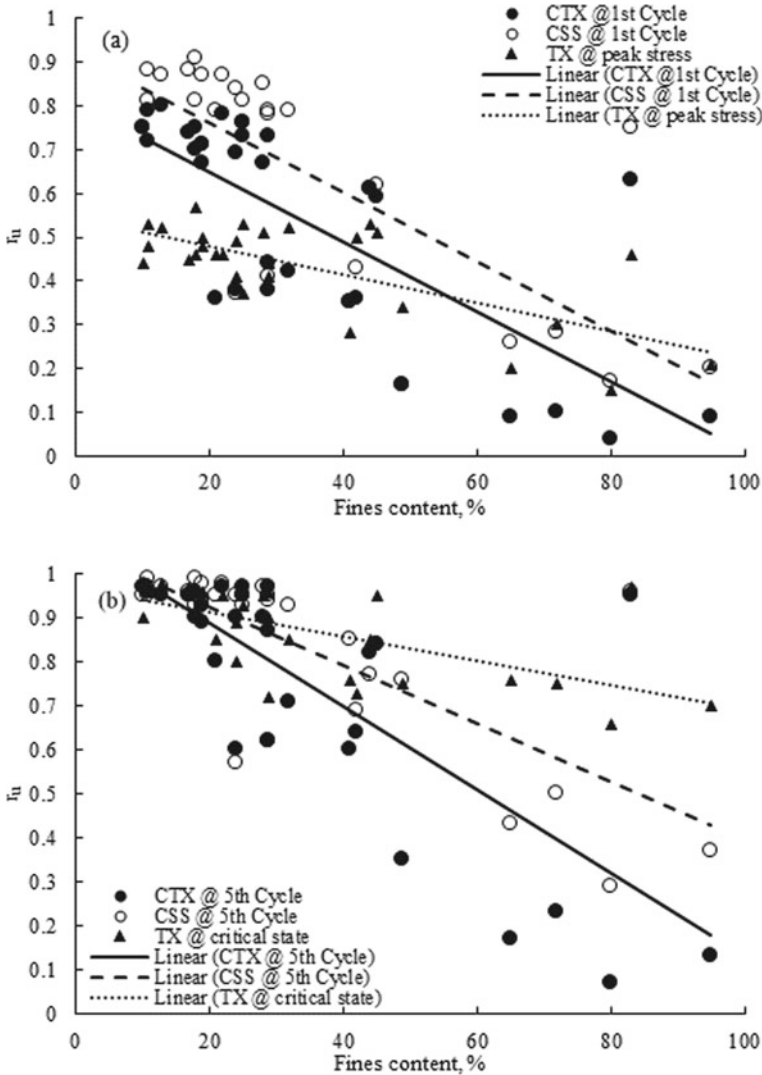 (a)
CTX @1st Cycle
CSS @ 1st Cycle
TX @ peak stress
Linear (CTX @1st Cycle)
Linear (CSS @ 1st Cycle)
Linear (TX @ peak stress)
1
0.9
0.8
0.7
0.6
0.5
0.4
0.3
0.2
0.1
0
r_u
0 20 40 60 80 100
Fines content, %
(b)
1
0.9
0.8
0.7
0.6
0.5
0.4
0.3
0.2
0.1
0
r_u
CTX @ 5th Cycle
CSS @ 5th Cycle
TX @ critical state
Linear (CTX @ 5th Cycle)
Linear (CSS @ 5th Cycle)
Linear (TX @ critical state)
0 20 40 60 80 100
Fines content, %